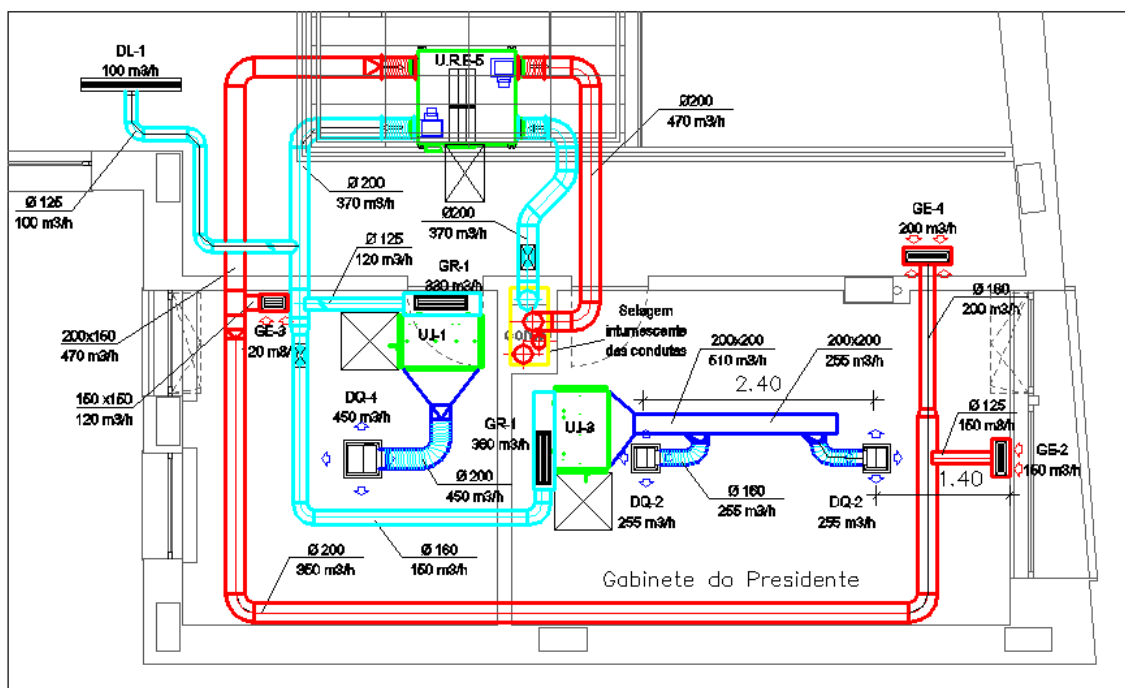 DL-1
100 m3/h
U.R.E-5
Ø200
470 m3/h
Ø 125
100 m3/h
Ø 200
370 m3/h
Ø200
370 m3/h
GE-4
200 m3/h
Ø 125
120 m3/h
GR-1
330 m3/h
Ø 160
200 m3/h
Selagem
intumescente
das condutas
GE-3
120 m3/h
200x150
470 m3/h
UJ-1
200x200
510 m3/h
200x200
255 m3/h
2.40
150 x150
120 m3/h
DQ-4
450 m3/h
GR-1
360 m3/h
UJ-3
Ø 125
150 m3/h
GE-2
150 m3/h
1.40
Ø 200
450 m3/h
Ø 160
255 m3/h
DQ-2
255 m3/h
DQ-2
255 m3/h
Ø 200
350 m3/h
Ø 160
150 m3/h
Gabinete do Presidente